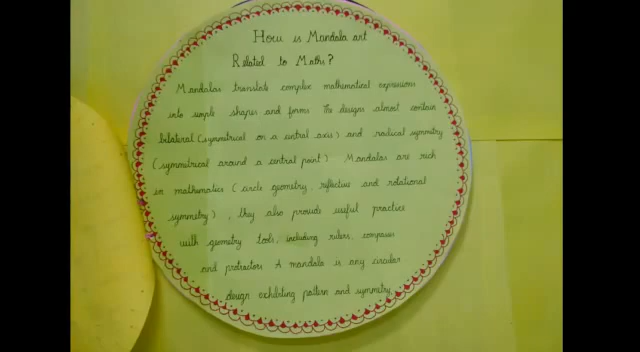 How is Mandala art
Related to Maths?
Mandalas translate complex mathematical expressions
into simple shapes and forms. The designs almost contain
bilateral (symmetrical on a central axis) and radical symmetry
(symmetrical around a central point). Mandalas are rich
in mathematics (circle geometry, reflective and rotational
symmetry), they also provide useful practice
with geometry tools, including rulers, compasses
and protractors. A mandala is any circular
design exhibiting pattern and symmetry.